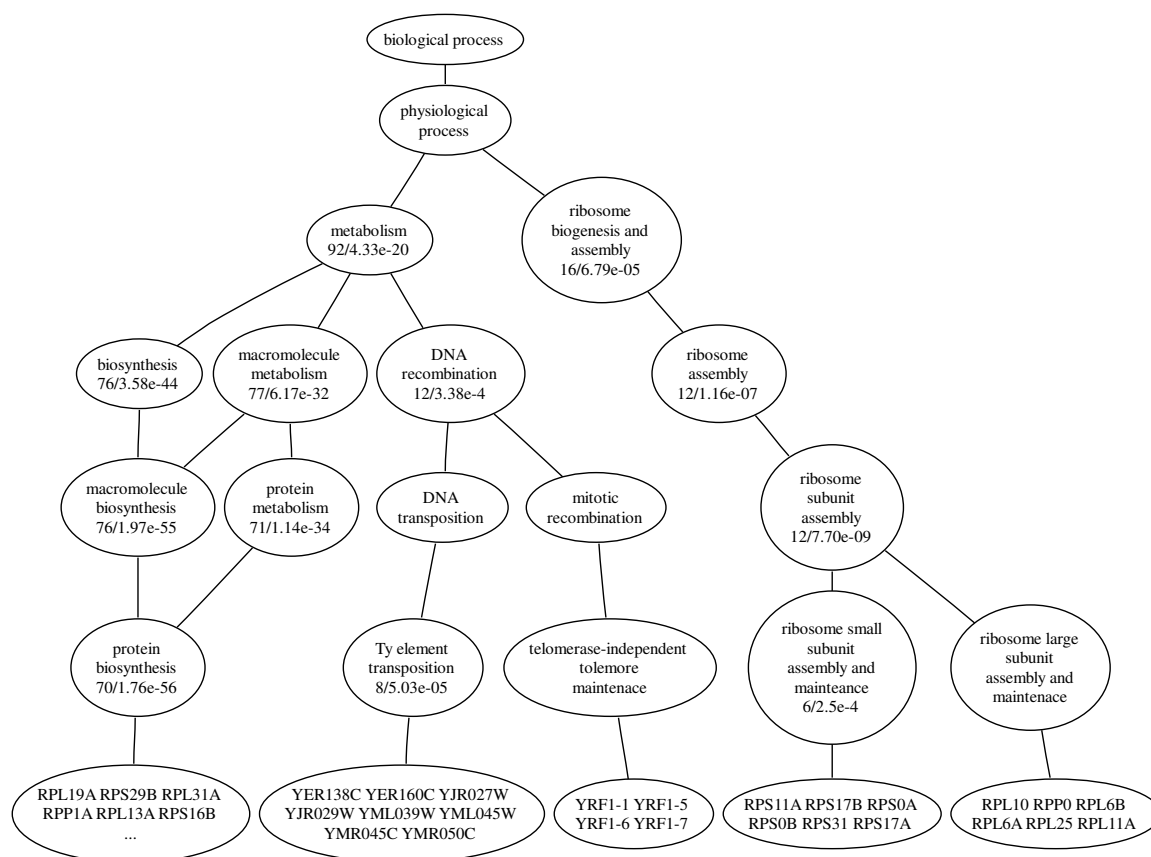 biological process
physiological
process
metabolism
92/4.33e-20
ribosome
biogenesis and
assembly
16/6.79e-05
biosynthesis
76/3.58e-44
macromolecule
metabolism
77/6.17e-32
DNA
recombination
12/3.38e-4
ribosome
assembly
12/1.16e-07
macromolecule
biosynthesis
76/1.97e-55
protein
metabolism
71/1.14e-34
DNA
transposition
mitotic
recombination
ribosome
subunit
assembly
12/7.70e-09
protein
biosynthesis
70/1.76e-56
Ty element
transposition
8/5.03e-05
telomerase-independent
tolemore
maintenace
ribosome small
subunit
assembly and
mainteance
6/2.5e-4
ribosome large
subunit
assembly and
maintenace
RPL19A RPS29B RPL31A
RPP1A RPL13A RPS16B
...
YER138C YER160C YJR027W
YJR029W YML039W YML045W
YMR045C YMR050C
YRF1-1 YRF1-5
YRF1-6 YRF1-7
RPS11A RPS17B RPS0A
RPS0B RPS31 RPS17A
RPL10 RPP0 RPL6B
RPL6A RPL25 RPL11A